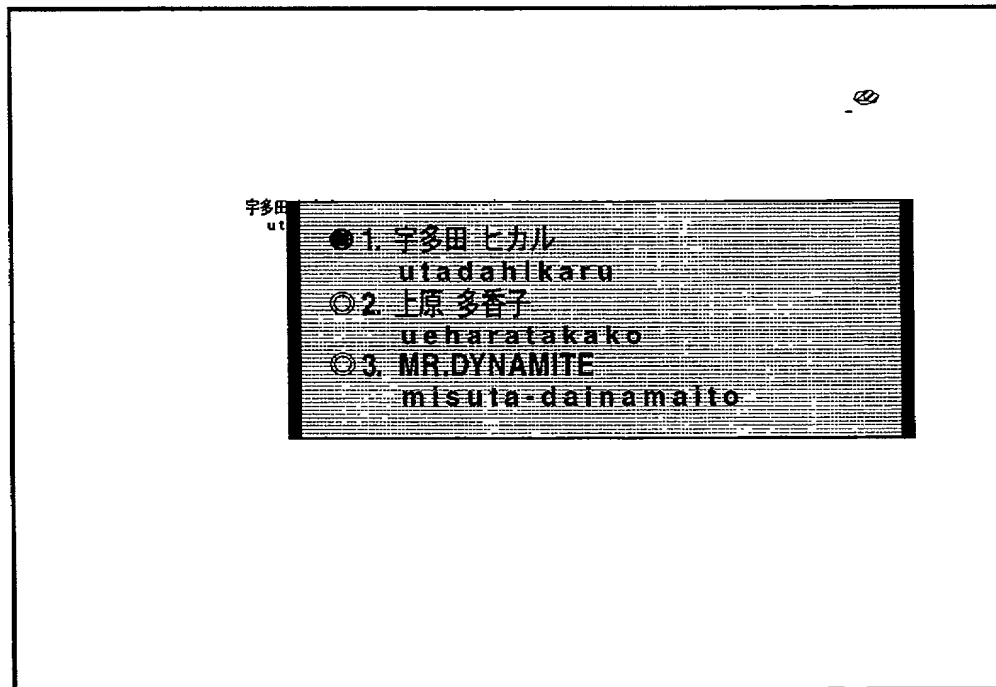 宇多田
ut
1. 宇多田 ヒカル
utadahikaru
2. 上原 多香子
ueharatakako
3. MR.DYNAMITE
misuta-dainamaito